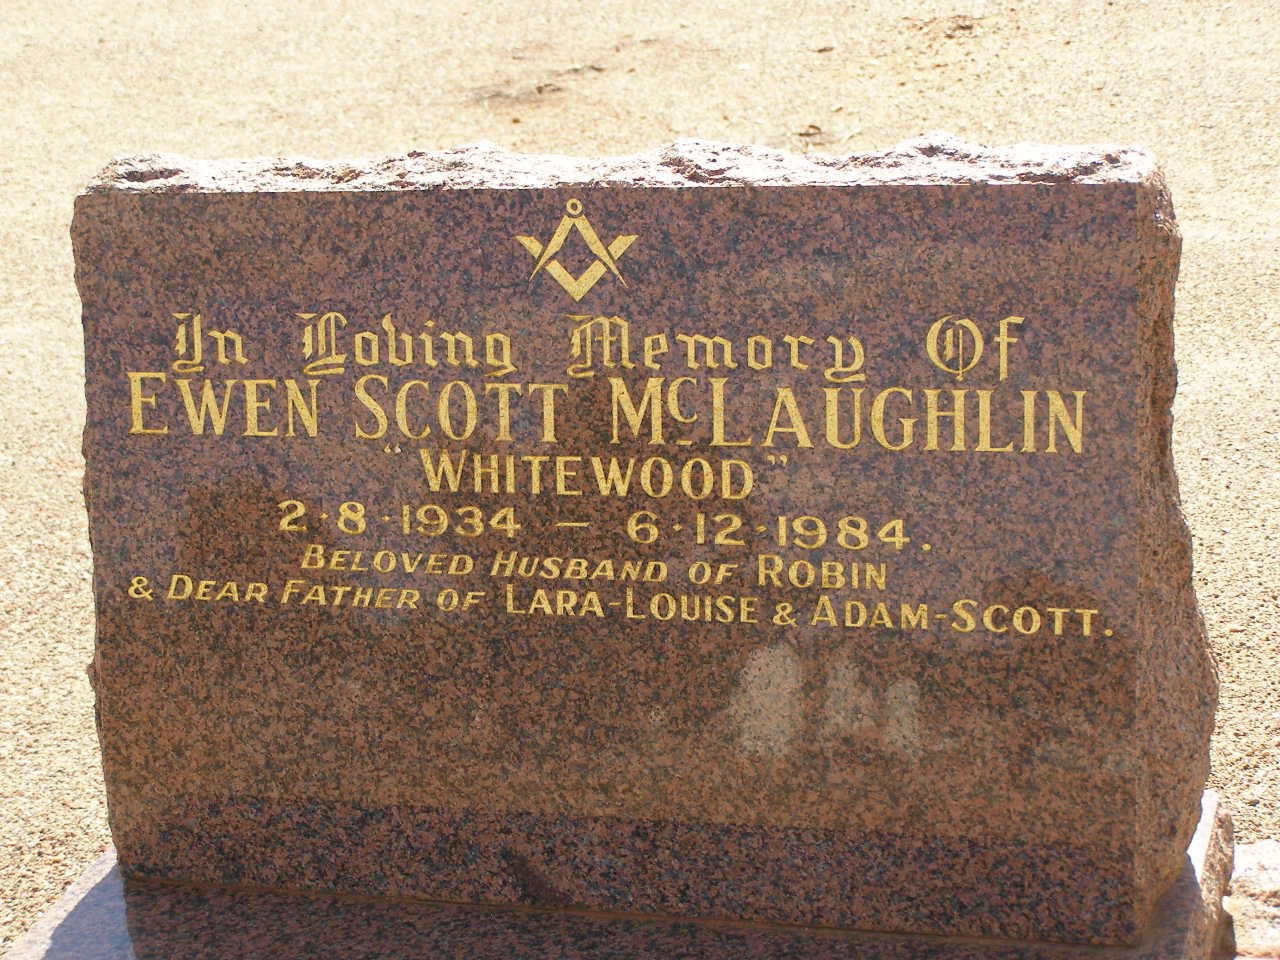 In Loving Memory Of
EWEN SCOTT McLAUGHLIN
"WHITEWOOD"
2·8·1934 – 6·12·1984.
BELOVED HUSBAND OF ROBIN
& DEAR FATHER OF LARA-LOUISE & ADAM-SCOTT.